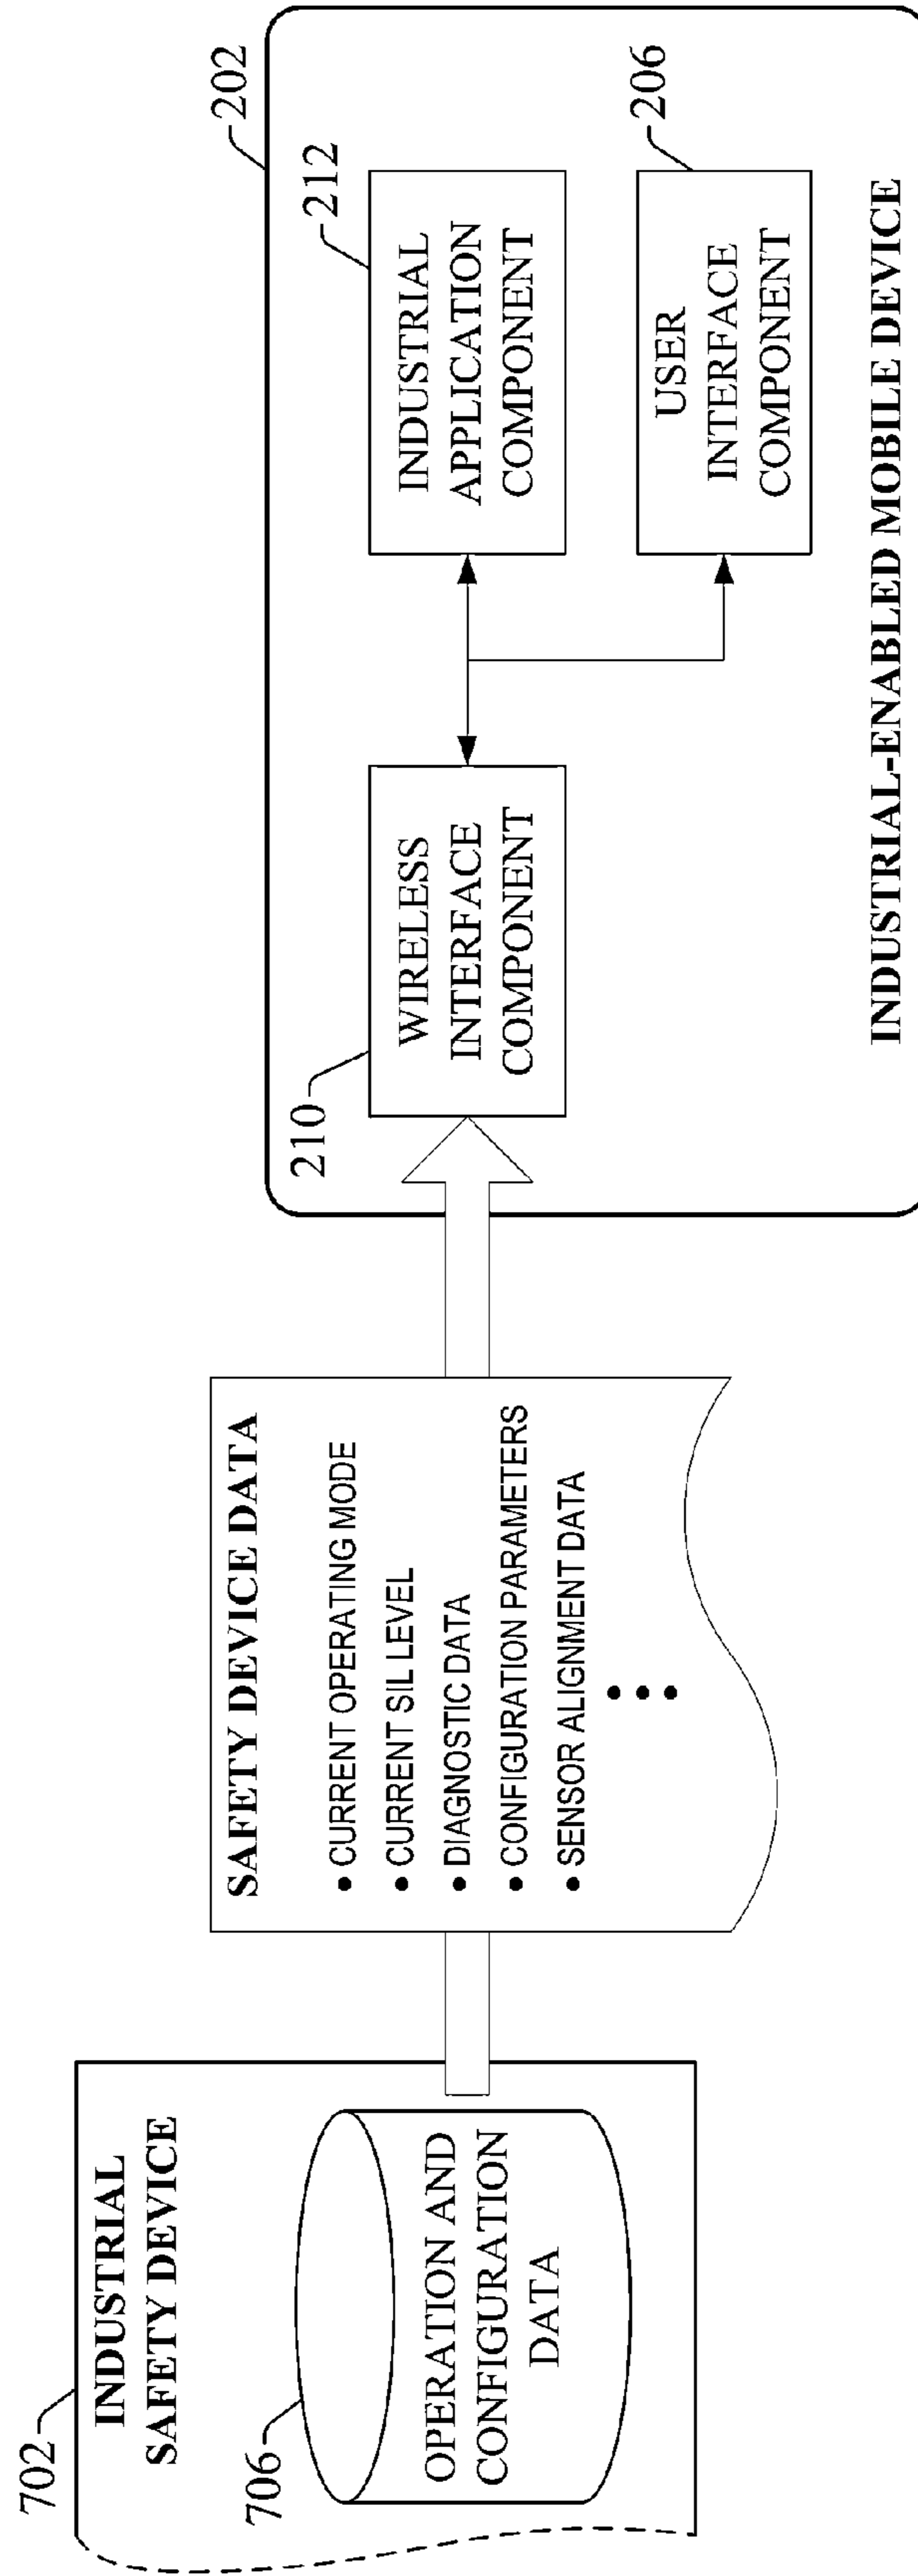 702
INDUSTRIAL
SAFETY DEVICE
706
OPERATION AND
CONFIGURATION
DATA
SAFETY DEVICE DATA
• CURRENT OPERATING MODE
• CURRENT SIL LEVEL
• DIAGNOSTIC DATA
• CONFIGURATION PARAMETERS
• SENSOR ALIGNMENT DATA
202
210
WIRELESS
INTERFACE
COMPONENT
212
INDUSTRIAL
APPLICATION
COMPONENT
206
USER
INTERFACE
COMPONENT
INDUSTRIAL-ENABLED MOBILE DEVICE